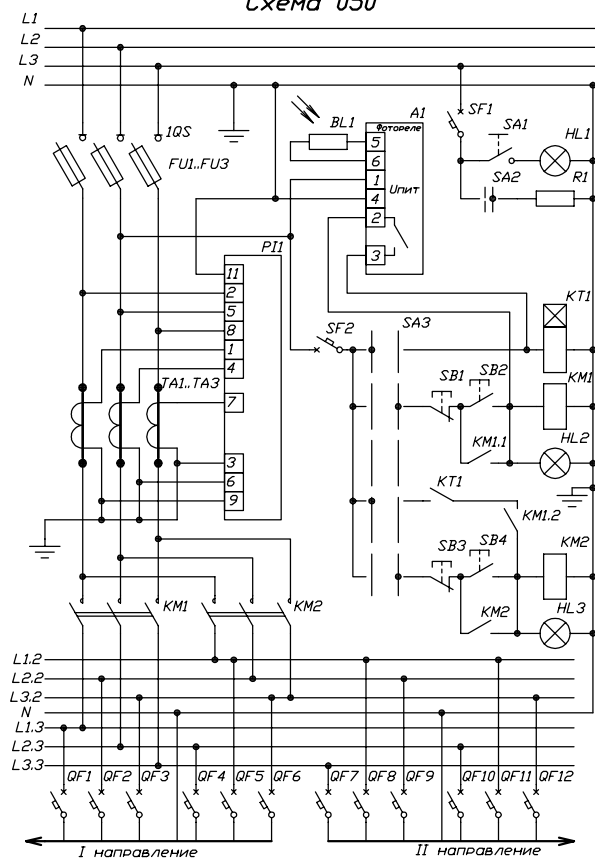 Схема 030
L1
L2
L3
N
1QS
FU1..FU3
BL1
A1
Фотореле
5
6
1
4
2
3
Uпит
SF1
SA1
HL1
SA2
R1
PI1
11
2
5
8
1
4
7
3
6
9
TA1..TA3
SF2
SA3
KT1
SB1
SB2
KM1
KM1.1
HL2
KT1
KM1.2
SB3
SB4
KM2
KM2
HL3
KM1
KM2
L1.2
L2.2
L3.2
N
L1.3
L2.3
L3.3
QF1
QF2
QF3
QF4
QF5
QF6
QF7
QF8
QF9
QF10
QF11
QF12
I направление
II направление